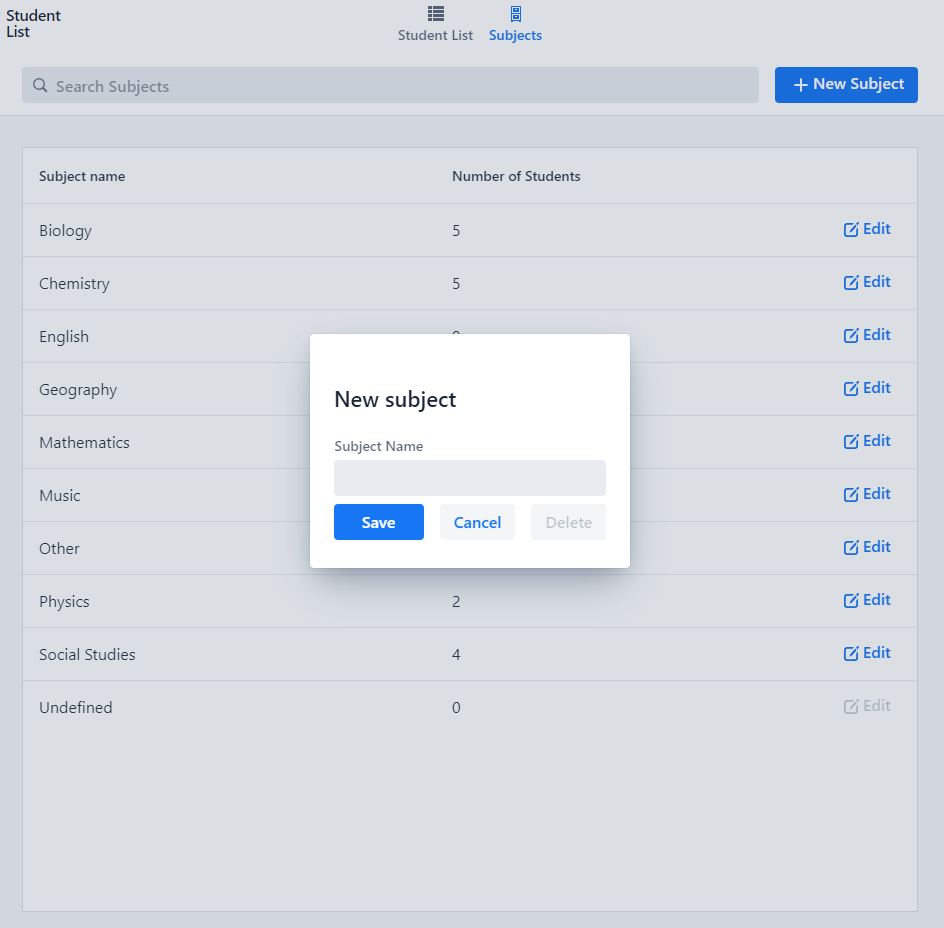 Student
List
Student List
Subjects
Search Subjects
New Subject
Subject name Number of Students
Biology 5 Edit
Chemistry 5 Edit
English Edit
Geography Edit
Mathematics Edit
Music Edit
Other Edit
Physics 2 Edit
Social Studies 4 Edit
Undefined 0 Edit
New subject
Subject Name
Save Cancel Delete